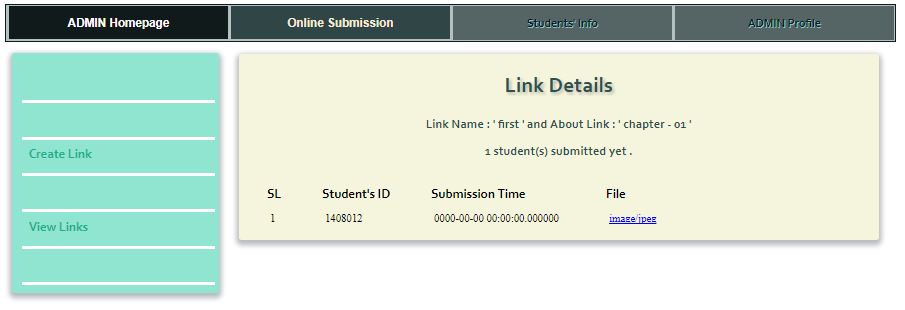 ADMIN Homepage Online Submission Students' Info ADMIN Profile
Create Link
View Links
Link Details
Link Name : ' first ' and About Link : ' chapter - 01 '
1 student(s) submitted yet .
SL Student's ID Submission Time File
1 1408012 0000-00-00 00:00:00.000000 image/jpeg